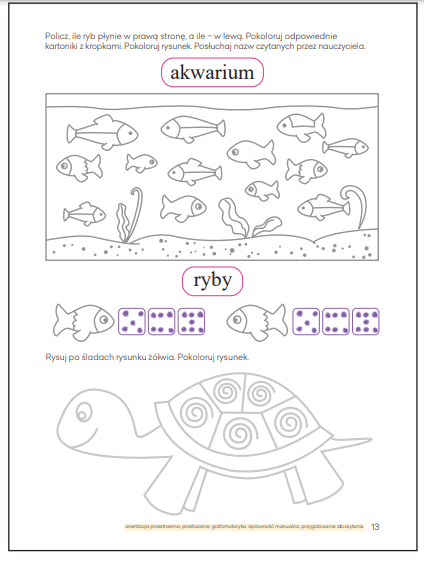 Policz, ile ryb płynie w prawą stronę, a ile – w lewą. Pokoloruj odpowiednie
kartoniki z kropkami. Pokoloruj rysunek. Posłuchaj nazw czytanych przez nauczyciela.
akwarium
ryby
Rysuj po śladach rysunku żółwia. Pokoloruj rysunek.
orientacja przestrzenna, przeliczanie, grafomotoryka, sprawność manualna, przygotowanie do czytania
13